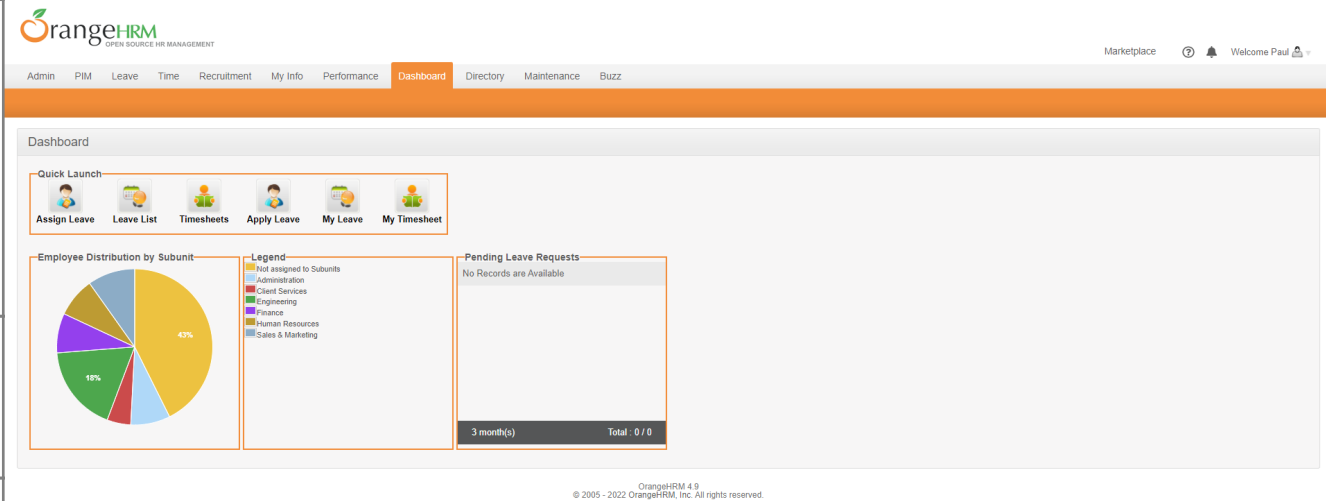 OrangeHRM
OPEN SOURCE HR MANAGEMENT
Marketplace Welcome Paul
Admin PIM Leave Time Recruitment My Info Performance Dashboard Directory Maintenance Buzz
Dashboard
Quick Launch
Assign Leave Leave List Timesheets Apply Leave My Leave My Timesheet
Employee Distribution by Subunit
43%
18%
Legend
Not assigned to Subunits
Administration
Client Services
Engineering
Finance
Human Resources
Sales & Marketing
Pending Leave Requests
No Records are Available
3 month(s) Total : 0 / 0
OrangeHRM 4.9
© 2005 - 2022 OrangeHRM, Inc. All rights reserved.